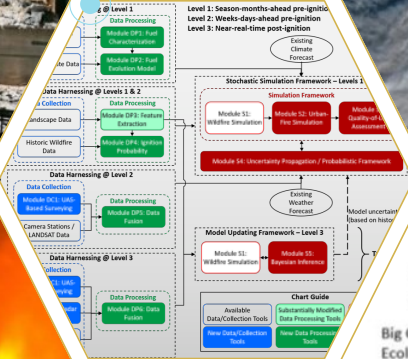 Level 1: Season-months-ahead pre-ignit
Level 2: Weeks-days-ahead pre-ignition
Level 3: Near-real-time post-ignition
@ Level 1
Data Processing
Module DP1: Fuel
Characterization
Module DP2: Fuel
Evolution Model
Existing
Climate
Forecast
Data Harnessing @ Levels 1 & 2
Data Collection
Landscape Data
Historic Wildfire
Data
Data Processing
Module DP3: Feature
Extraction
Module DP4: Ignition
Probability
Stochastic Simulation Framework – Levels 1
Simulation Framework
Module S1:
Wildfire Simulation
Module S2: Urban-
Fire Simulation
Module
Quality-of-
Assessment
Module S4: Uncertainty Propagation / Probabilistic Framework
Data Harnessing @ Level 2
Data Collection
Module DC1: UAS-
Based Surveying
Camera Stations /
LANDSAT Data
Data Processing
Module DP5: Data
Fusion
Existing
Weather
Forecast
Model uncertaint
based on histor
Model Updating Framework – Level 3
Module S1:
Wildfire Simulation
Module S5:
Bayesian Inference
Data Harnessing @ Level 3
Collection
DC1: UAS-
Data Processing
Module DP6: Data
Fusion
Chart Guide
Available
Data/Collection Tools
Substantially Modified
Data Processing Tools
New Data/Collection
Tools
New Data Processing
Tools
Big
Eco